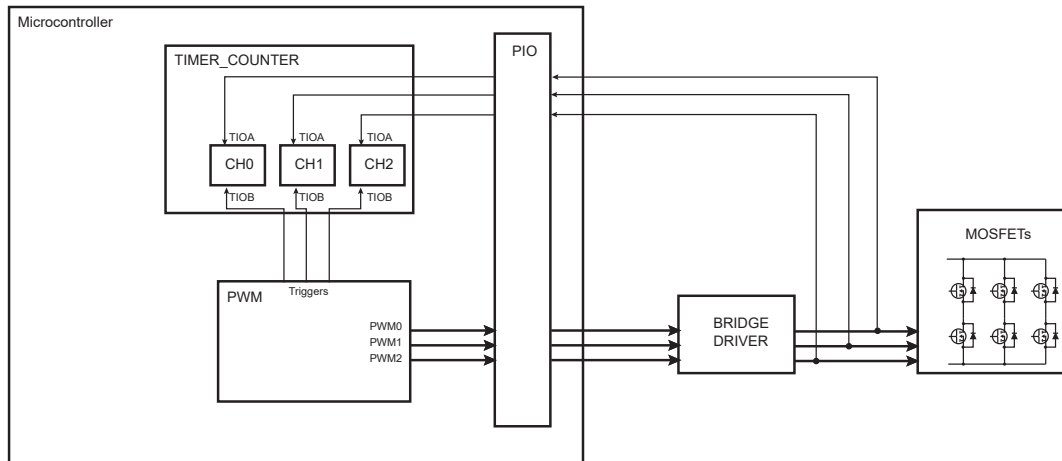 Microcontroller
TIMER_COUNTER
PIO
TIOA
TIOA
TIOA
CH0
CH1
CH2
TIOB
TIOB
TIOB
MOSFETs
Triggers
PWM
PWM0
PWM1
PWM2
BRIDGE
DRIVER